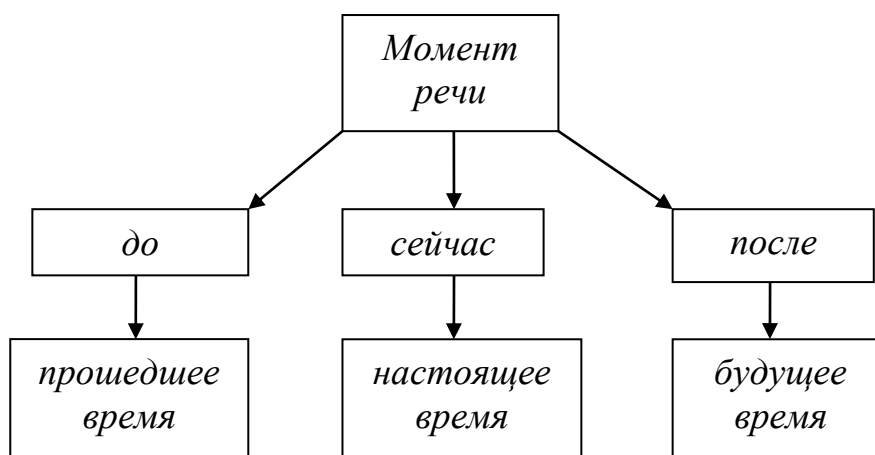 Момент
речи
до
сейчас
после
прошедшее
время
настоящее
время
будущее
время